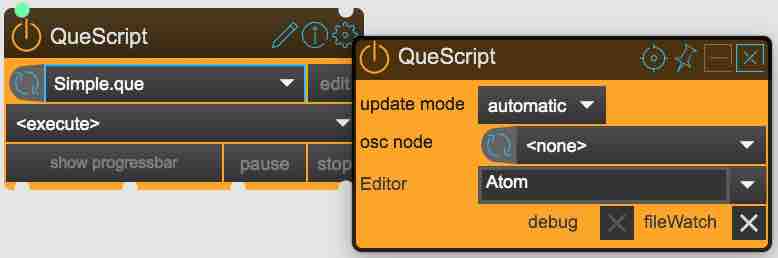 QueScript
Simple.que
edit
<execute>
show progressbar
pause
stop
QueScript
update mode
automatic
osc node
<none>
Editor
Atom
debug
fileWatch